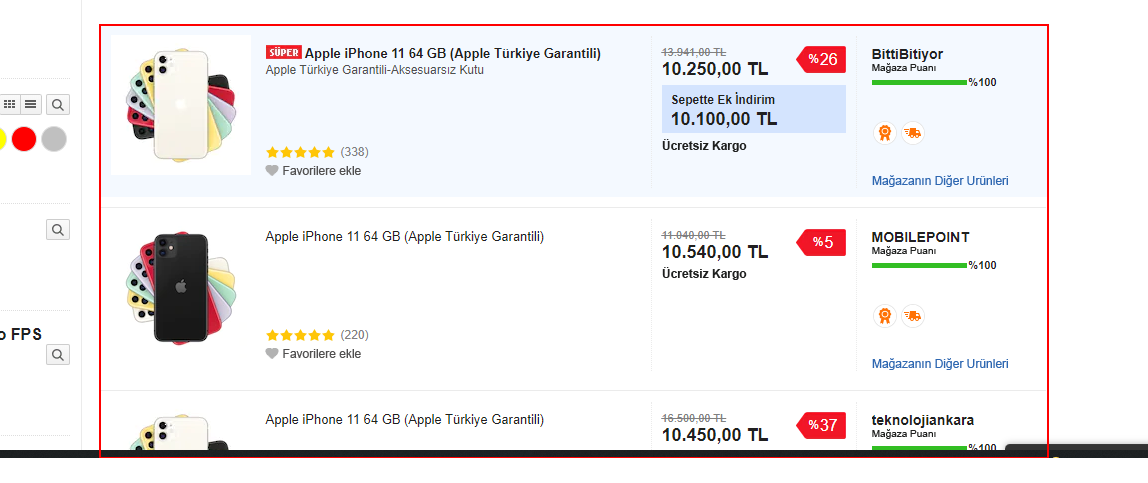 o FPS
SÜPER Apple iPhone 11 64 GB (Apple Türkiye Garantili)
Apple Türkiye Garantili-Aksesuarsız Kutu
(338)
Favorilere ekle
13.941,00 TL
10.250,00 TL
%26
Sepette Ek İndirim
10.100,00 TL
Ücretsiz Kargo
BittiBitiyor
Mağaza Puanı
%100
Mağazanın Diğer Ürünleri
Apple iPhone 11 64 GB (Apple Türkiye Garantili)
(220)
Favorilere ekle
11.040,00 TL
10.540,00 TL
%5
Ücretsiz Kargo
MOBILEPOINT
Mağaza Puanı
%100
Mağazanın Diğer Ürünleri
Apple iPhone 11 64 GB (Apple Türkiye Garantili)
16.500,00 TL
10.450,00 TL
%37
teknolojiankara
Mağaza Puanı
%100